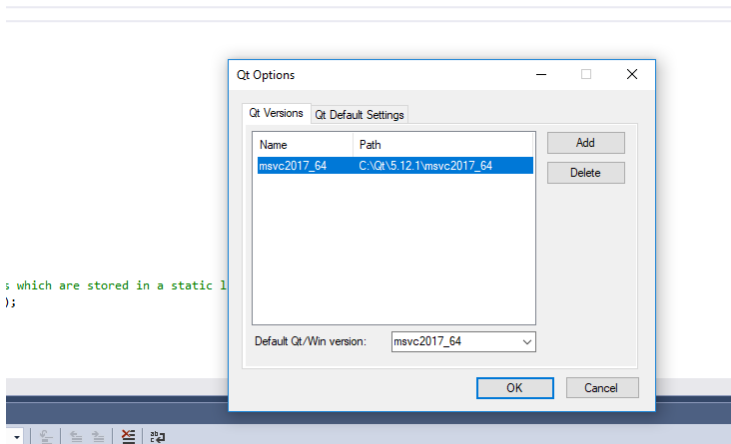 Qt Options
Qt Versions
Qt Default Settings
Name Path
msvc2017_64 C:\Qt\5.12.1\msvc2017_64
Add
Delete
s which are stored in a static l
);
Default Qt/Win version: msvc2017_64
OK Cancel